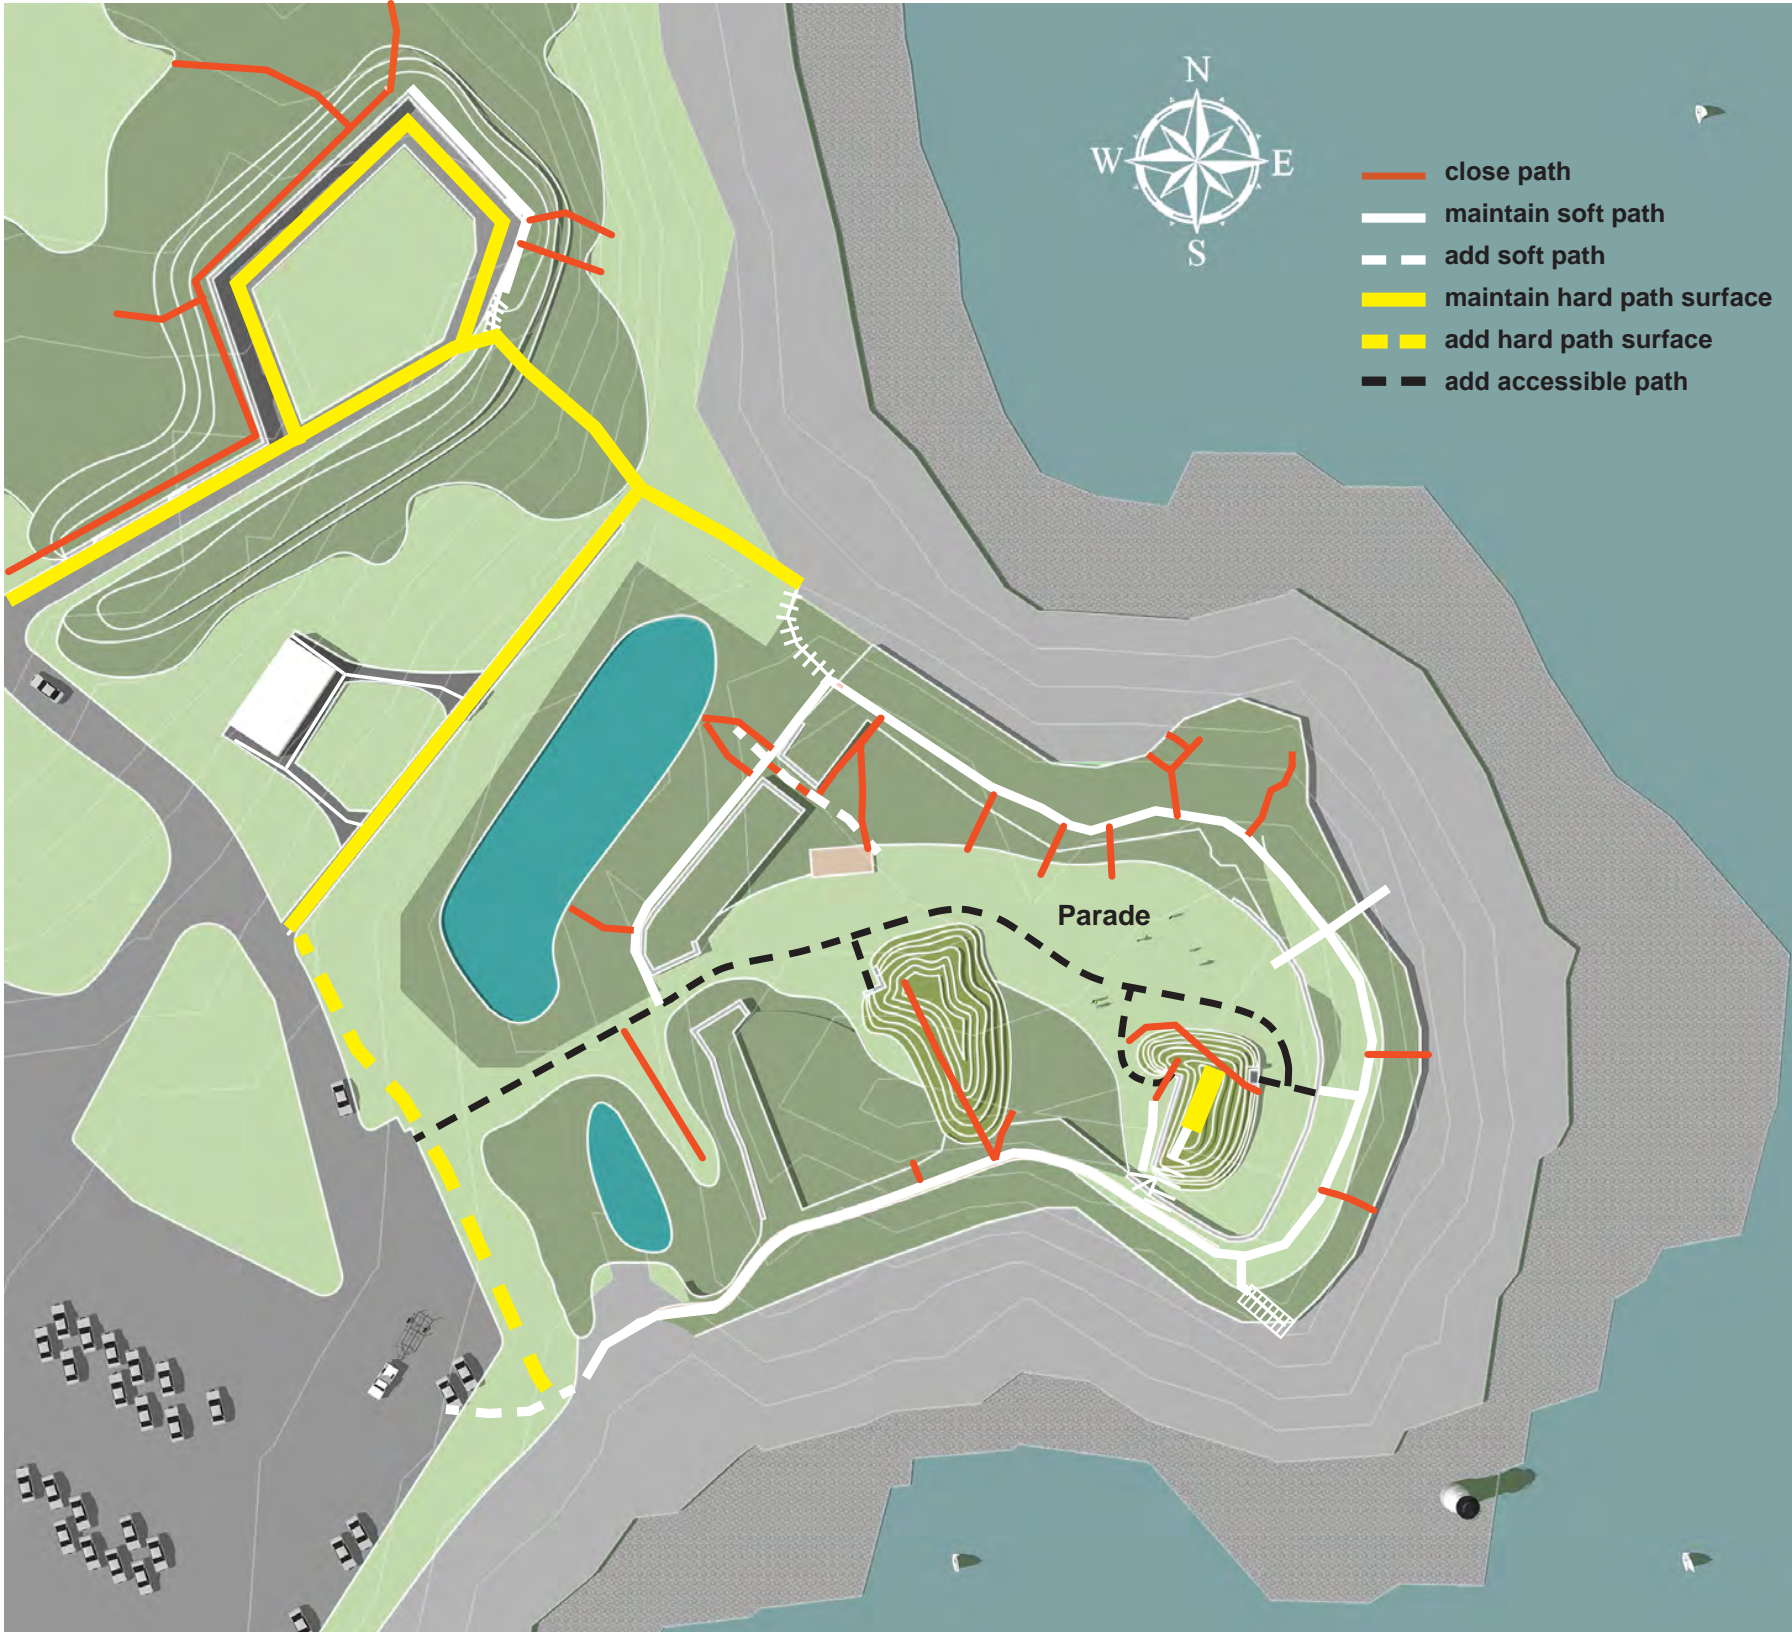 N
W E
S
close path
maintain soft path
add soft path
maintain hard path surface
add hard path surface
add accessible path
Parade